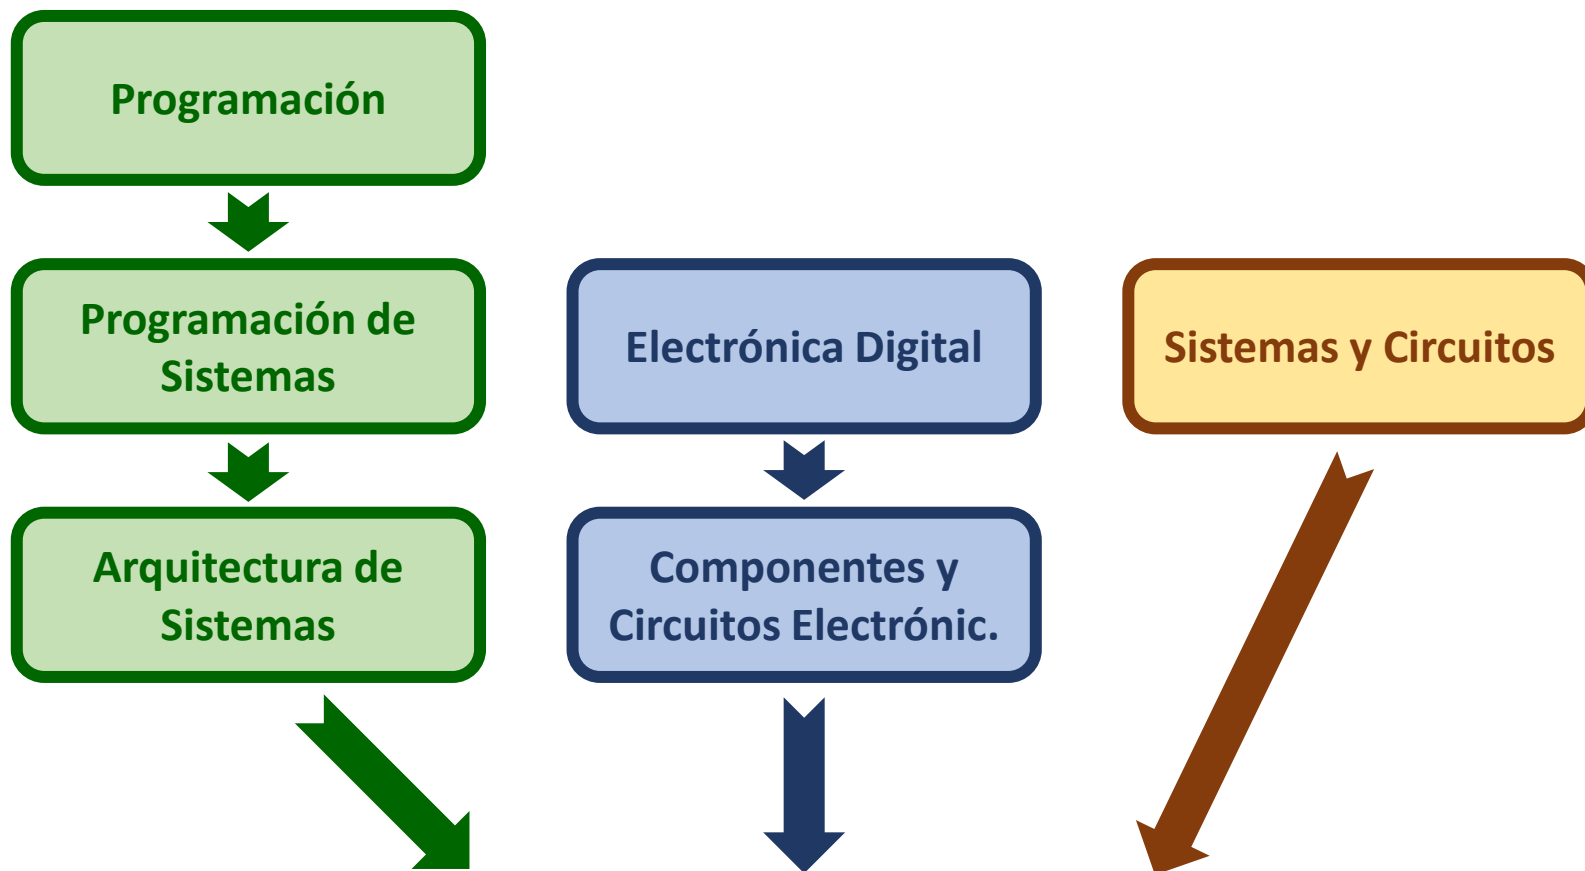 Programación
Programación de
Sistemas
Electrónica Digital
Sistemas y Circuitos
Arquitectura de
Sistemas
Componentes y
Circuitos Electrónic.